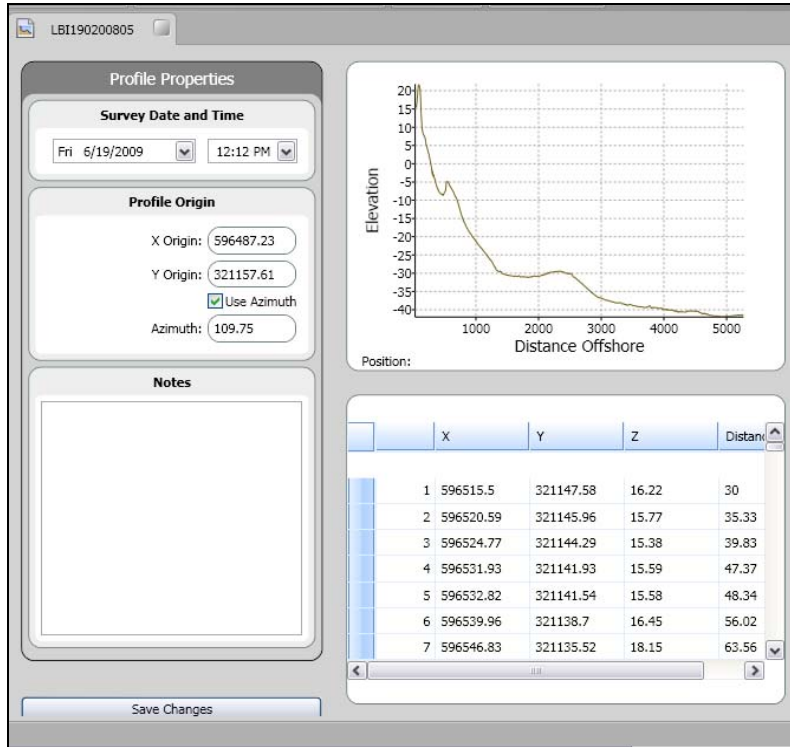 LBI190200805
Profile Properties
Survey Date and Time
Fri 6/19/2009 12:12 PM
Profile Origin
X Origin: 596487.23
Y Origin: 321157.61
Use Azimuth
Azimuth: 109.75
Notes
Save Changes
Elevation
20
15
10
5
0
-5
-10
-15
-20
-25
-30
-35
-40
1000 2000 3000 4000 5000
Distance Offshore
Position:
X Y Z Distanc
1 596515.5 321147.58 16.22 30
2 596520.59 321145.96 15.77 35.33
3 596524.77 321144.29 15.38 39.83
4 596531.93 321141.93 15.59 47.37
5 596532.82 321141.54 15.58 48.34
6 596539.96 321138.7 16.45 56.02
7 596546.83 321135.52 18.15 63.56